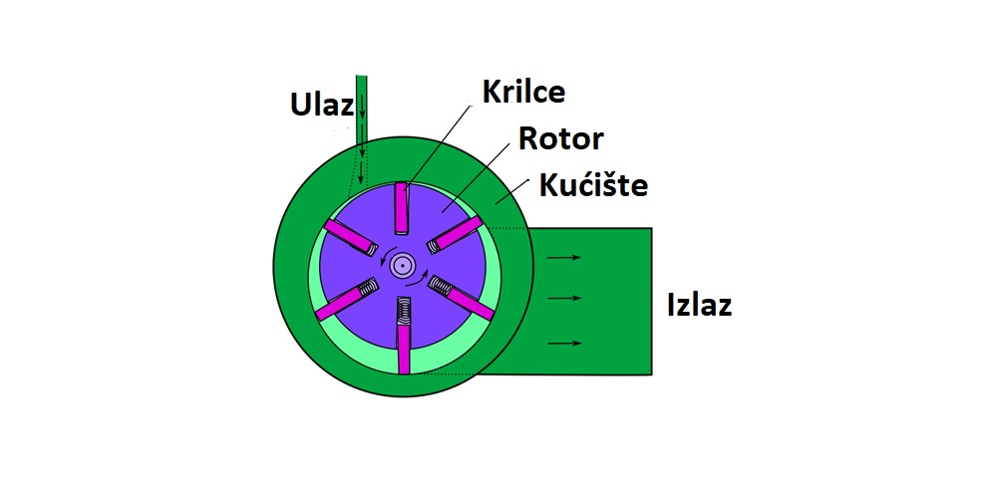 Ulaz
Krilce
Rotor
Kućište
Izlaz